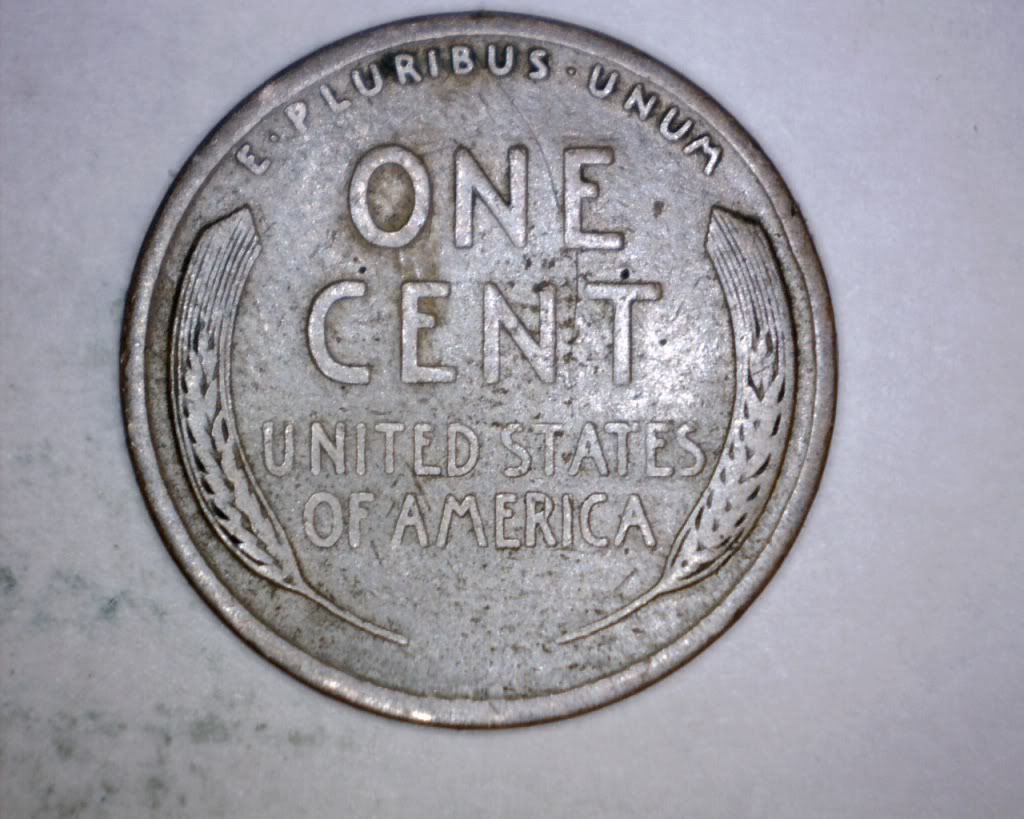 E · PLURIBUS · UNUM
ONE
CENT
UNITED STATES
OF AMERICA